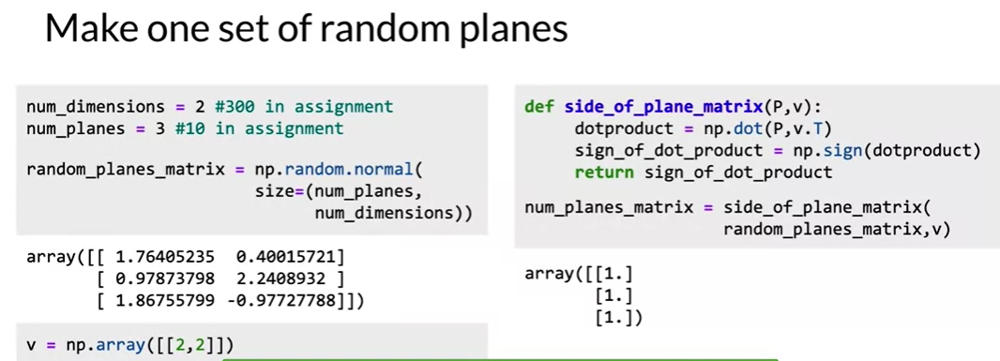 Make one set of random planes
num_dimensions = 2 #300 in assignment
num_planes = 3 #10 in assignment
random_planes_matrix = np.random.normal(
size=(num_planes,
num_dimensions))
array([[ 1.76405235  0.40015721]
[ 0.97873798  2.2408932 ]
[ 1.86755799 -0.97727788]])
v = np.array([[2,2]])
def side_of_plane_matrix(P,v):
dotproduct = np.dot(P,v.T)
sign_of_dot_product = np.sign(dotproduct)
return sign_of_dot_product
num_planes_matrix = side_of_plane_matrix(
random_planes_matrix,v)
array([[1.]
[1.]
[1.])